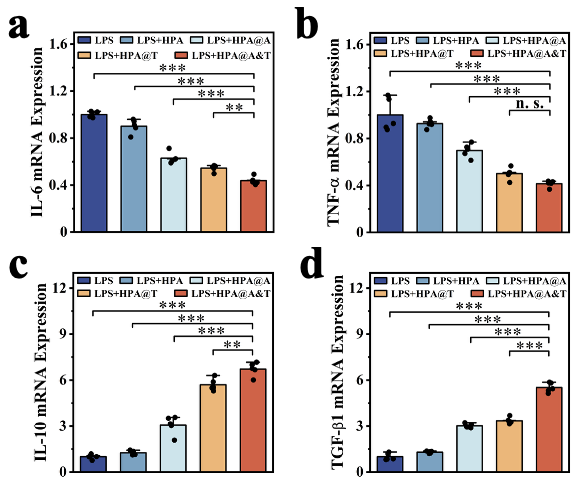 a
LPS LPS+HPA LPS+HPA@A
LPS+HPA@T LPS+HPA@A&T
IL-6 mRNA Expression
1.6
1.2
0.8
0.4
0
***
***
***
**
b
LPS LPS+HPA LPS+HPA@A
LPS+HPA@T LPS+HPA@A&T
TNF-α mRNA Expression
1.6
1.2
0.8
0.4
0
***
***
***
n. s.
c
LPS LPS+HPA LPS+HPA@A
LPS+HPA@T LPS+HPA@A&T
IL-10 mRNA Expression
12
9
6
3
0
***
***
***
**
d
LPS LPS+HPA LPS+HPA@A
LPS+HPA@T LPS+HPA@A&T
TGF-β1 mRNA Expression
12
9
6
3
0
***
***
***
***